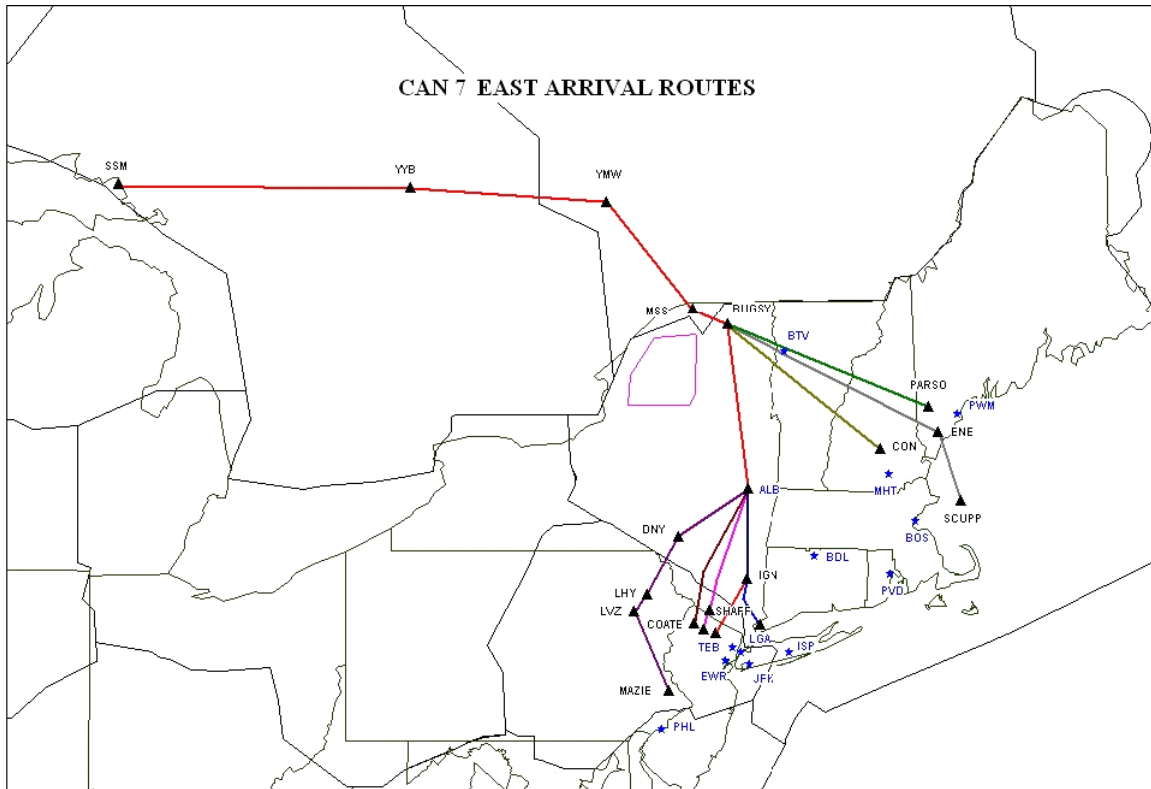 CAN 7 EAST ARRIVAL ROUTES
SSM
YYB
YMW
MSS
RUGSY
BTV
PARSO
PWM
ENE
CON
MHT
ALB
SCUPP
BOS
DNY
BDL
IGN
PVD
LHY
LVZ
SHAFF
COATE
LGA
TEB
ISP
EWR
JFK
MAZIE
PHL